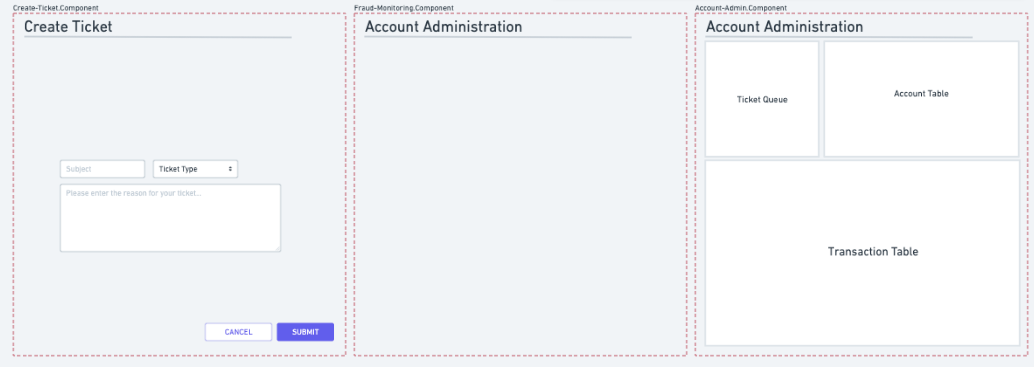 Create-Ticket.Component
Create Ticket
Subject
Ticket Type
Please enter the reason for your ticket...
CANCEL
SUBMIT
Fraud-Monitoring.Component
Account Administration
Account-Admin.Component
Account Administration
Ticket Queue
Account Table
Transaction Table